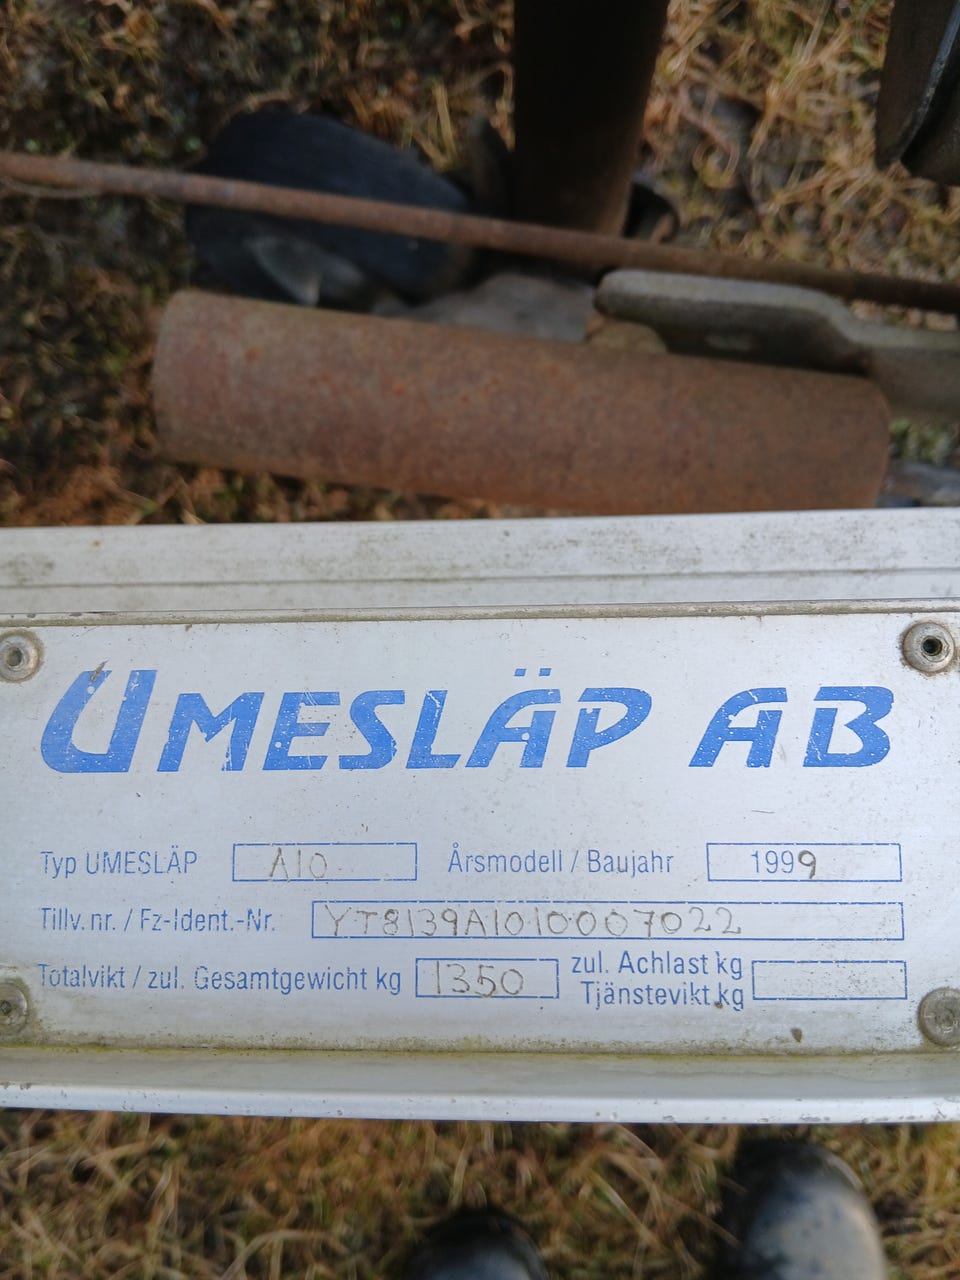 UMESLÄP AB
Typ UMESLÄP A10 Årsmodell / Baujahr 1999
Tillv. nr. / Fz-Ident.-Nr. YT8139A1010007022
Totalvikt / zul. Gesamtgewicht kg 1350 zul. Achlast kg
Tjänstevikt kg